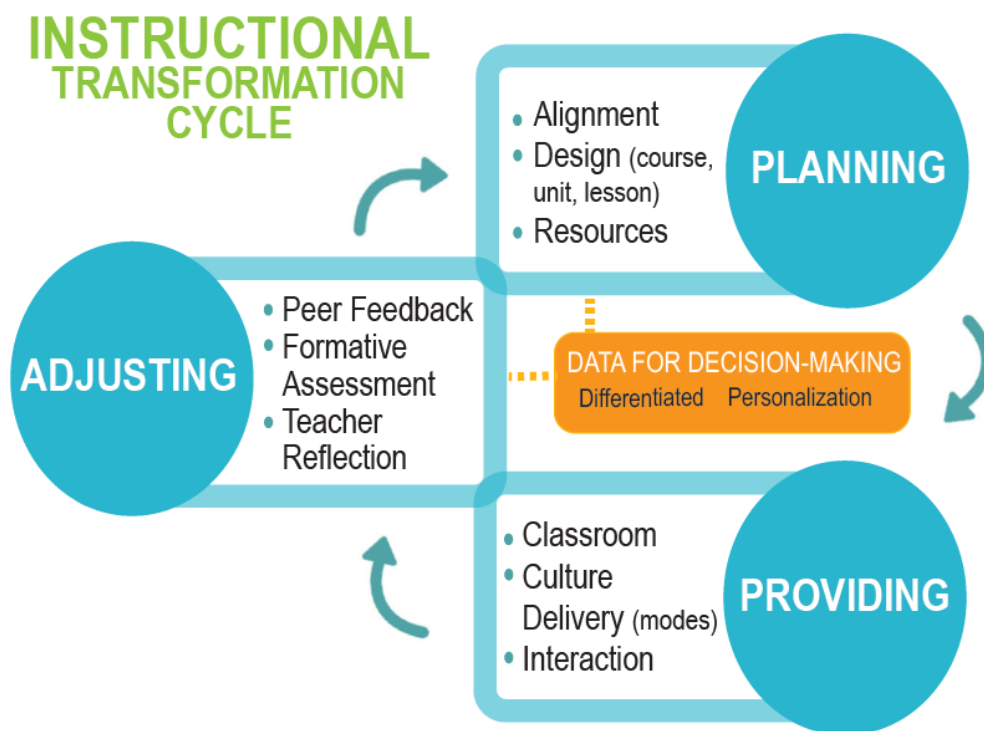 INSTRUCTIONAL
TRANSFORMATION
CYCLE
• Alignment
• Design (course,
unit, lesson)
• Resources
PLANNING
ADJUSTING
• Peer Feedback
• Formative
Assessment
• Teacher
Reflection
DATA FOR DECISION-MAKING
Differentiated Personalization
• Classroom
• Culture
Delivery (modes)
• Interaction
PROVIDING